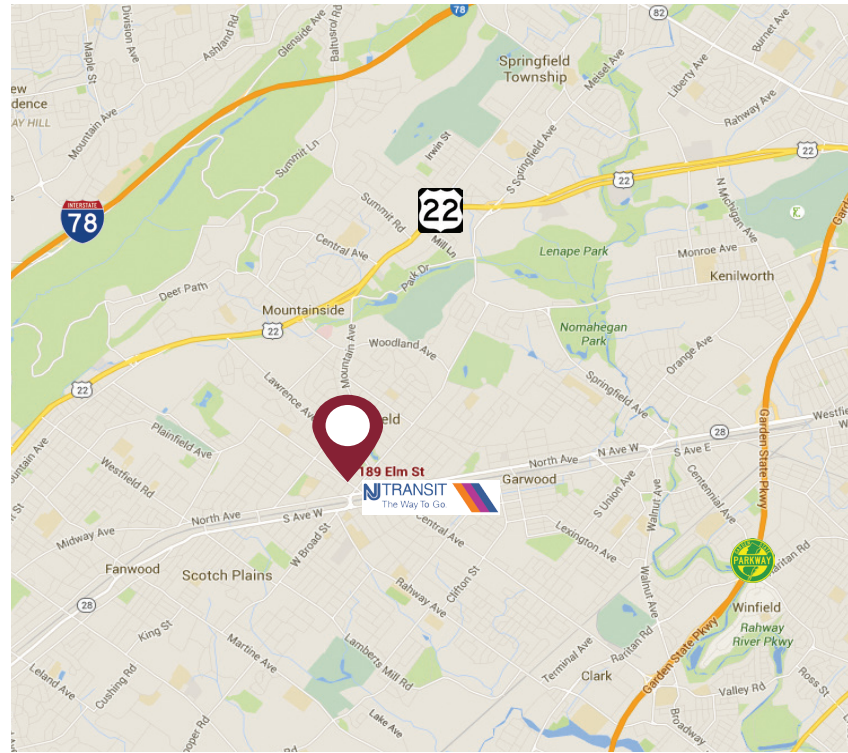 78
82
Division Ave
Ashland Rd
Glenside Ave
Baltusrol Rd
Maple St
Burnet Ave
Springfield
Township
Meisel Ave
Liberty Ave
Rahway Ave
ew
dence
AY HILL
Mountain Ave
Irwin St
22
Summit Ln
S Springfield Ave
22
N Michigan Ave
INTERSTATE
78
Summit Rd
22
Mill Ln
Garden
Central Ave
Lenape Park
Monroe Ave
Kenilworth
Park Dr
Deer Path
Mountainside
22
Nomahegan
Park
Mountain Ave
Woodland Ave
Orange Ave
22
Lawrence Ave
Springfield Ave
eld
Garden State Pkwy
Westfi
W
28
Plainfield Ave
untain Ave
N Ave W
S Ave E
Westfield Rd
North Ave
189 Elm St
NJ TRANSIT
The Way To Go
Garwood
S Union Ave
Walnut Ave
Centennial Ave
North Ave
S Ave W
Midway Ave
Central Ave
Lexington Ave
W Broad St
PARKWAY
aritan Rd
Fanwood
Scotch Plains
Rahway Ave
Clifton St
Walnut Ave
28
Winfield
Rahway
River Pkwy
King St
Garden State Pkwy
Raritan Rd
Martine Ave
Lamberts Mill Rd
Terminal Ave
Clark
Leland Ave
Cushing Rd
Valley Rd
Ross St
Lake Ave
Broadway
oper Rd